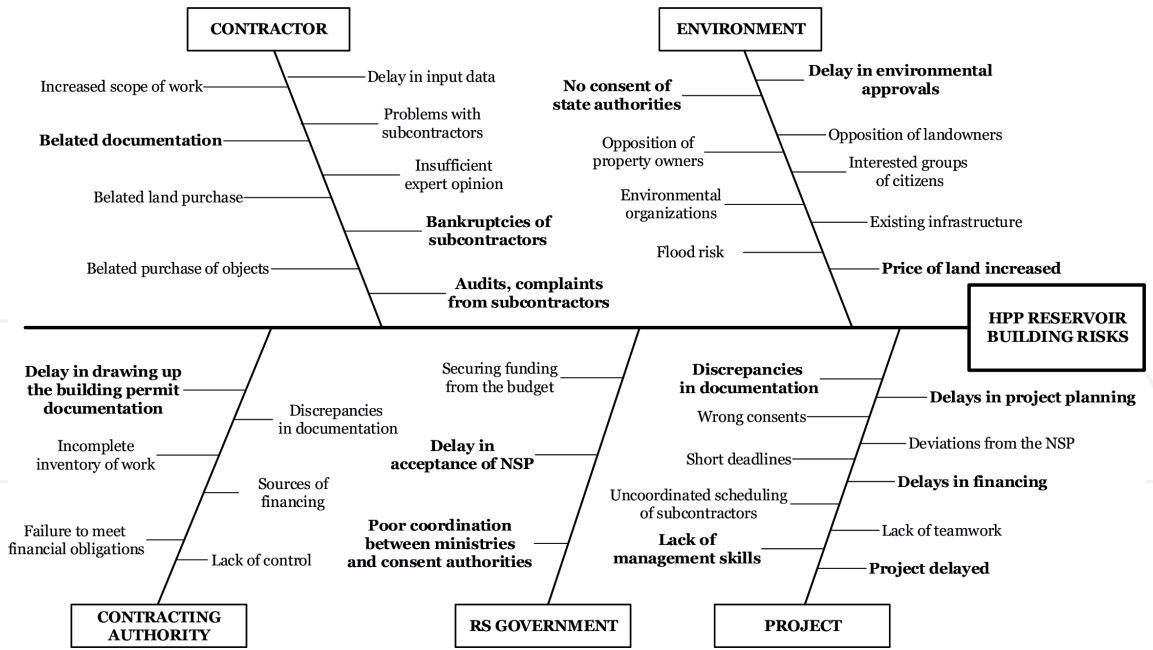 CONTRACTOR
ENVIRONMENT
Increased scope of work
Delay in input data
Belated documentation
Problems with
subcontractors
Insufficient
expert opinion
Belated land purchase
Bankruptcies of
subcontractors
Belated purchase of objects
Audits, complaints
from subcontractors
No consent of
state authorities
Delay in environmental
approvals
Opposition of
property owners
Opposition of landowners
Interested groups
of citizens
Environmental
organizations
Existing infrastructure
Flood risk
Price of land increased
HPP RESERVOIR
BUILDING RISKS
Delay in drawing up
the building permit
documentation
Discrepancies
in documentation
Incomplete
inventory of work
Sources of
financing
Failure to meet
financial obligations
Lack of control
Securing funding
from the budget
Delay in
acceptance of NSP
Poor coordination
between ministries
and consent authorities
Discrepancies
in documentation
Delays in project planning
Wrong consents
Deviations from the NSP
Short deadlines
Delays in financing
Uncoordinated scheduling
of subcontractors
Lack of teamwork
Lack of
management skills
Project delayed
CONTRACTING
AUTHORITY
RS GOVERNMENT
PROJECT